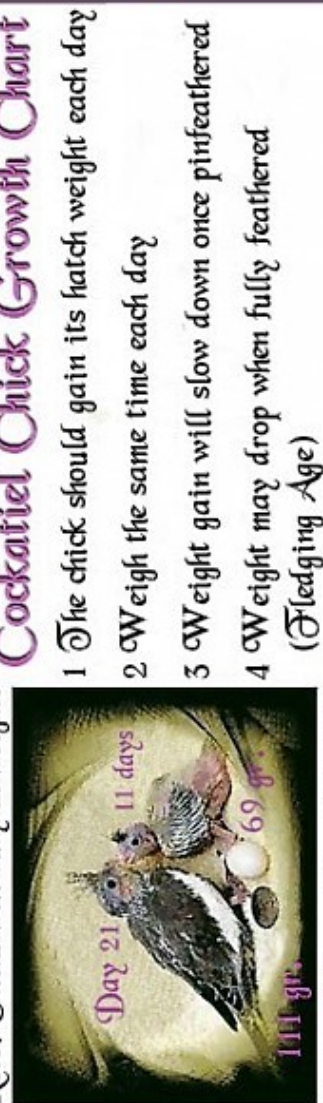 Cockatiel Chick Growth Chart
1 The chick should gain its hatch weight each day
2 Weigh the same time each day
3 Weight gain will slow down once pinfeathered
4 Weight may drop when fully feathered
(Fledging Age)
Day 21
11 days
69 gr.
111 gr.